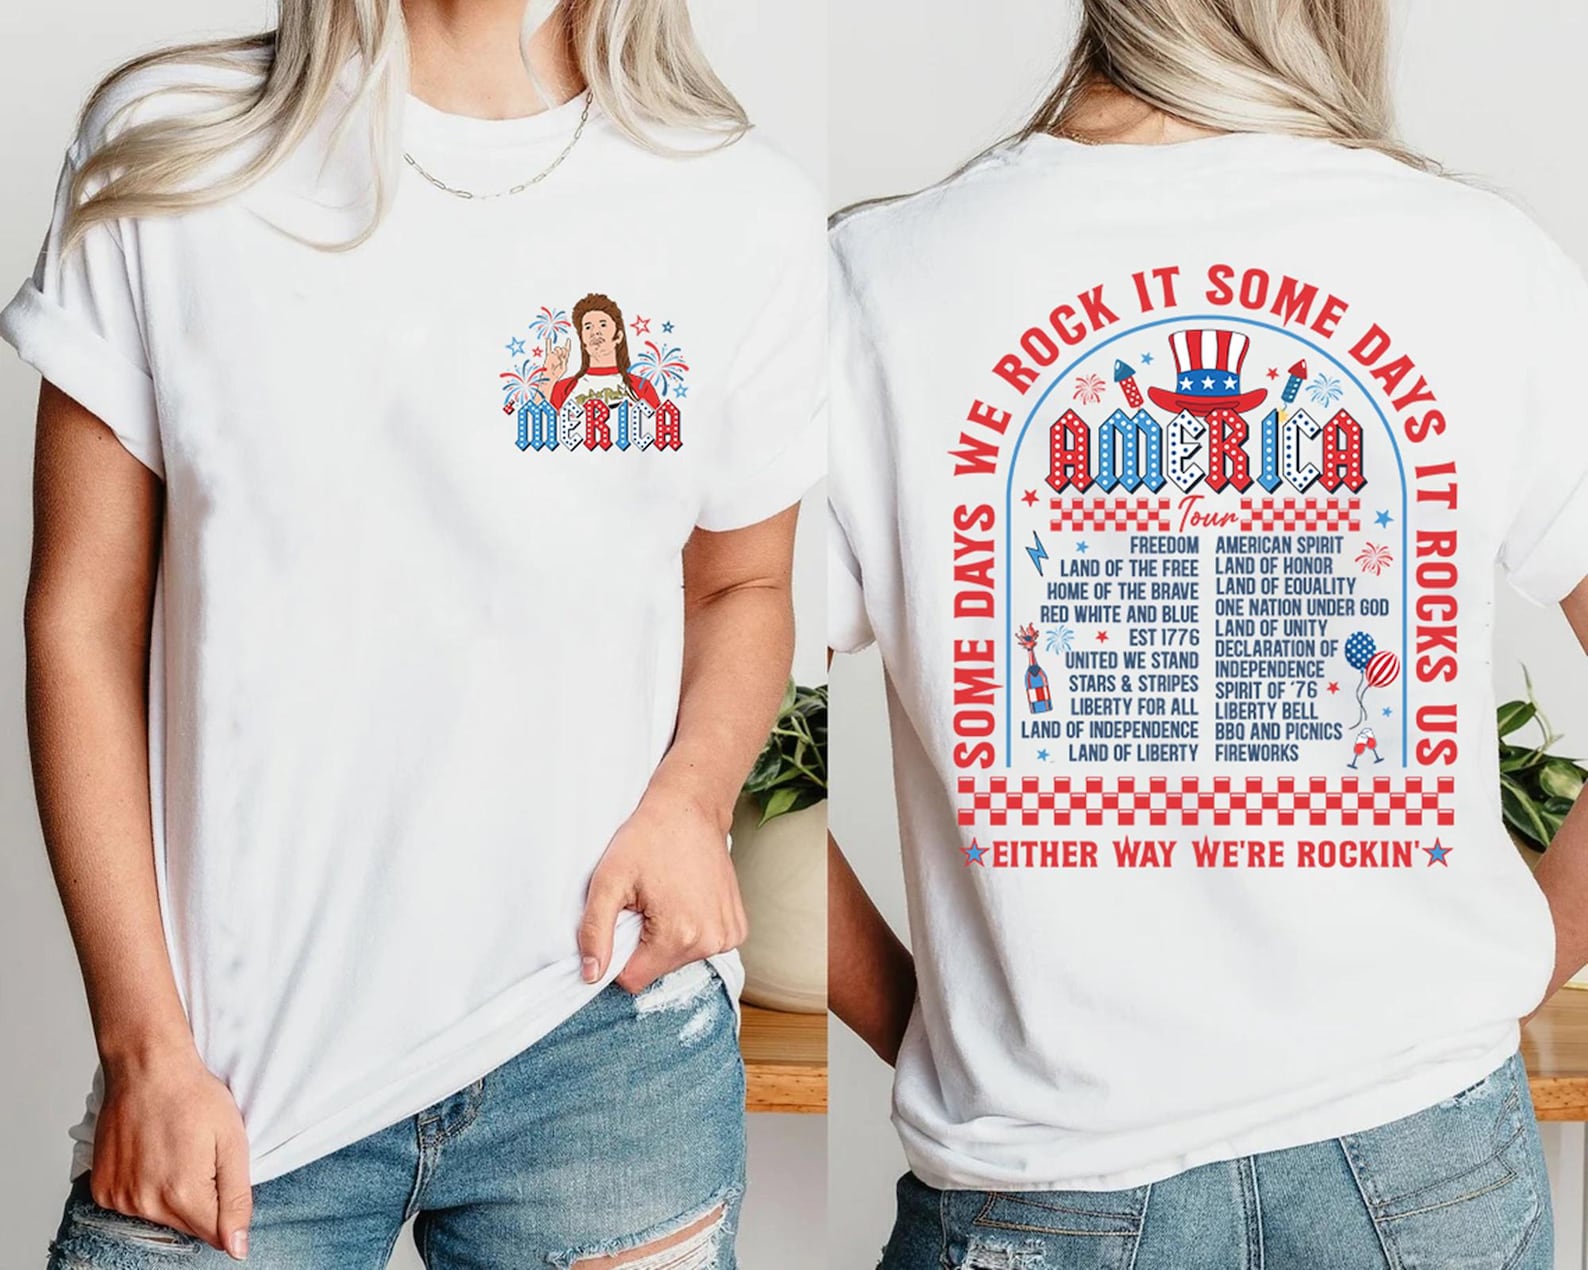 'MERICA
SOME DAYS WE ROCK IT SOME DAYS IT ROCKS US
AMERICA
Tour
FREEDOM
LAND OF THE FREE
HOME OF THE BRAVE
RED WHITE AND BLUE
EST 1776
UNITED WE STAND
STARS & STRIPES
LIBERTY FOR ALL
LAND OF INDEPENDENCE
LAND OF LIBERTY
AMERICAN SPIRIT
LAND OF HONOR
LAND OF EQUALITY
ONE NATION UNDER GOD
LAND OF UNITY
DECLARATION OF
INDEPENDENCE
SPIRIT OF '76
LIBERTY BELL
BBQ AND PICNICS
FIREWORKS
EITHER WAY WE'RE ROCKIN'